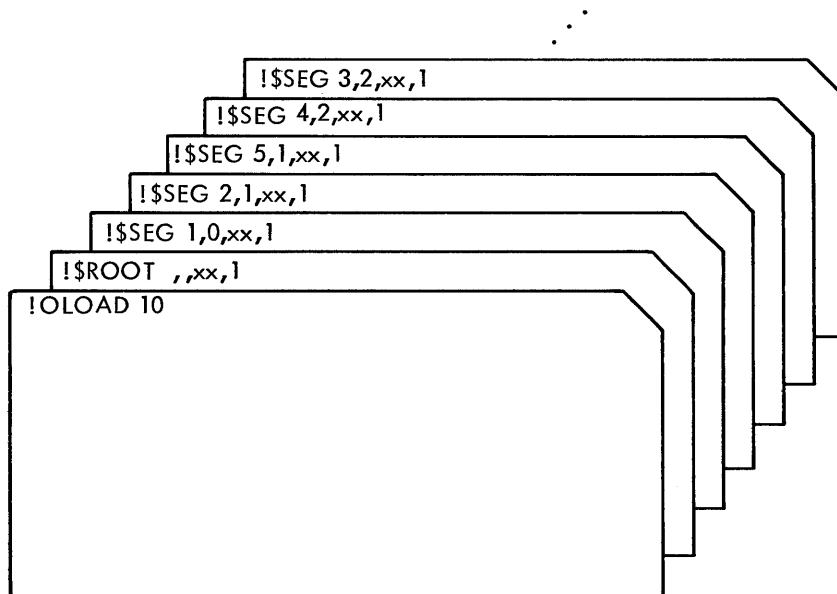 !$SEG 3,2,xx,1
!$SEG 4,2,xx,1
!$SEG 5,1,xx,1
!$SEG 2,1,xx,1
!$SEG 1,0,xx,1
!$ROOT ,,xx,1
!OLOAD 10